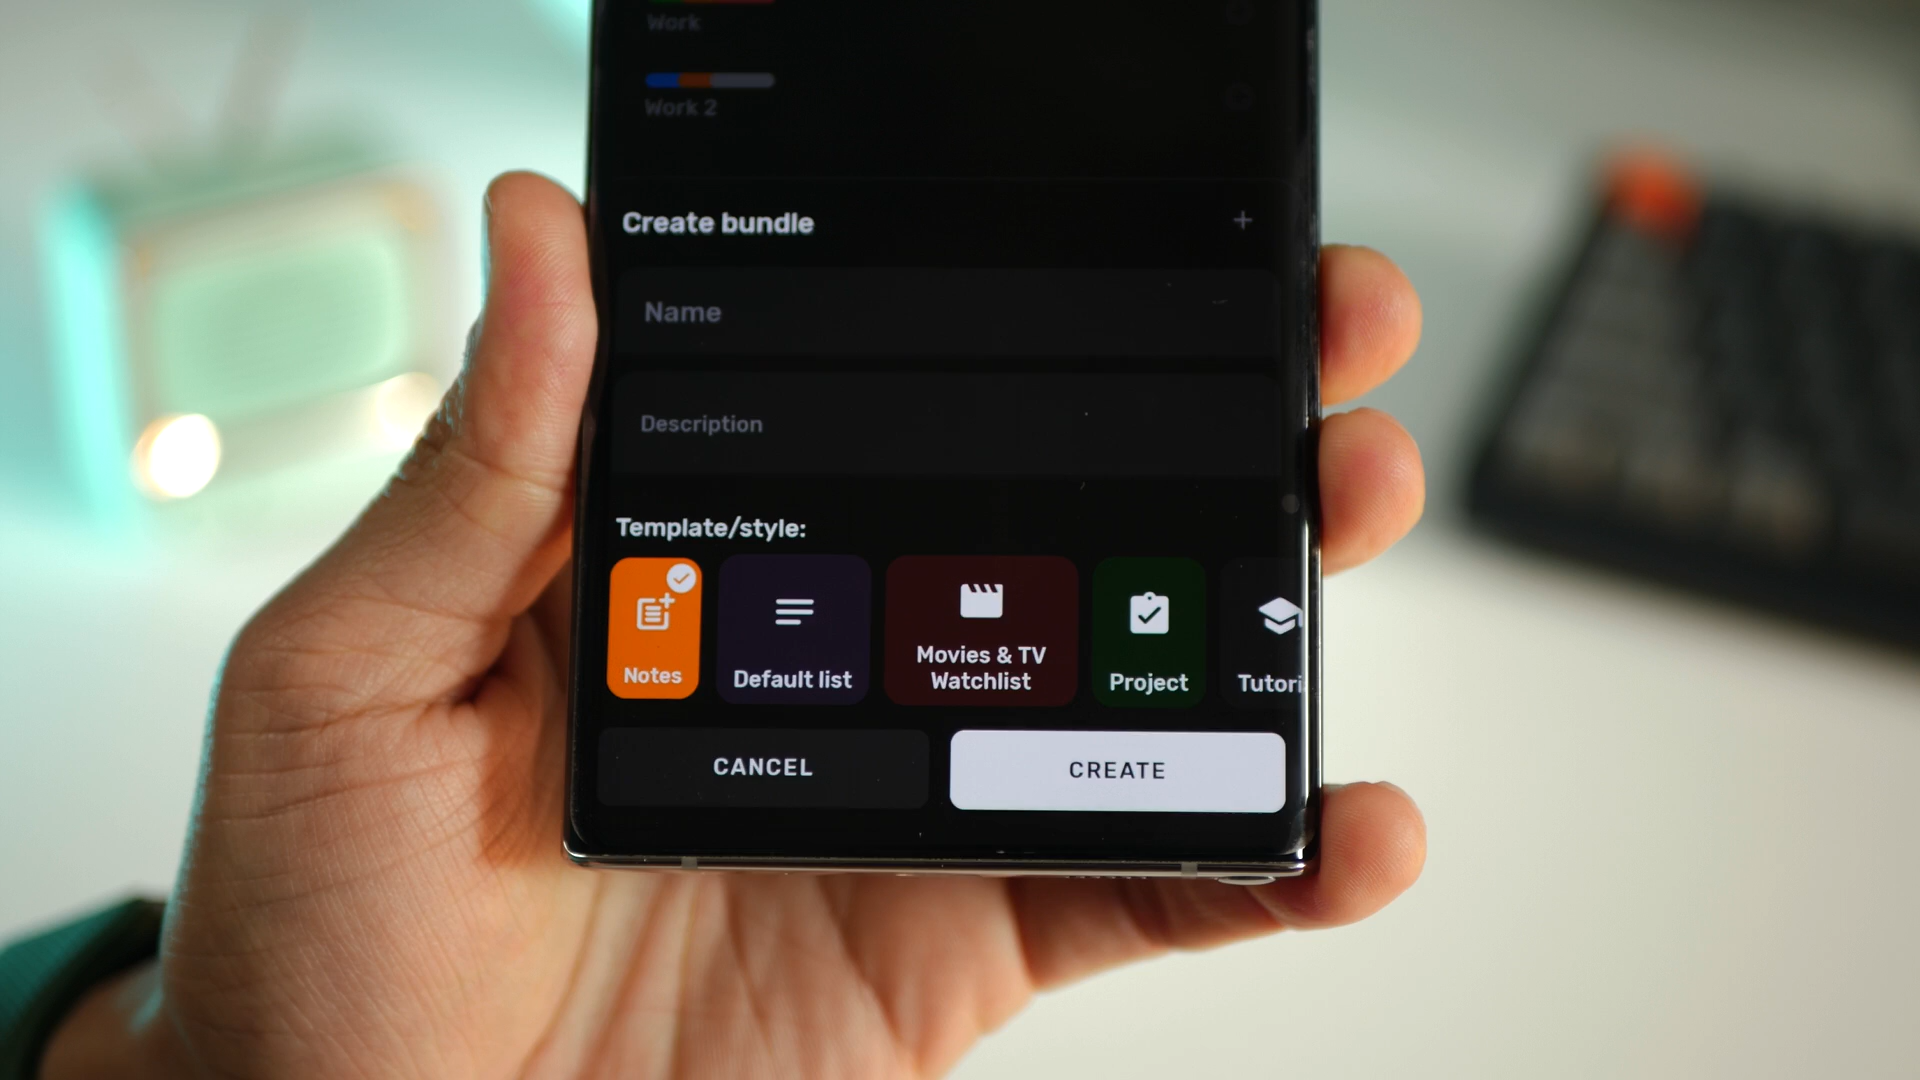 Work
Work 2
Create bundle
Name
Description
Template/style:
Notes
Default list
Movies & TV
Watchlist
Project
Tutori
CANCEL
CREATE